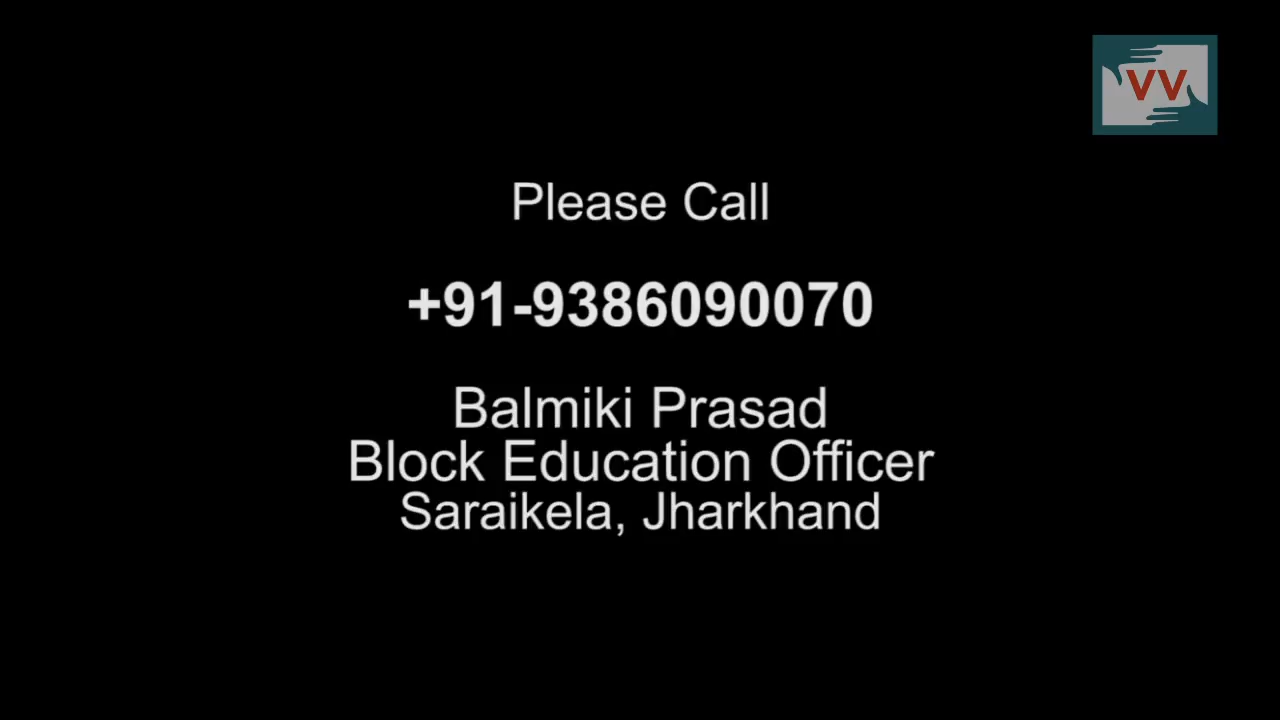 VV
Please Call
+91-9386090070
Balmiki Prasad
Block Education Officer
Saraikela, Jharkhand